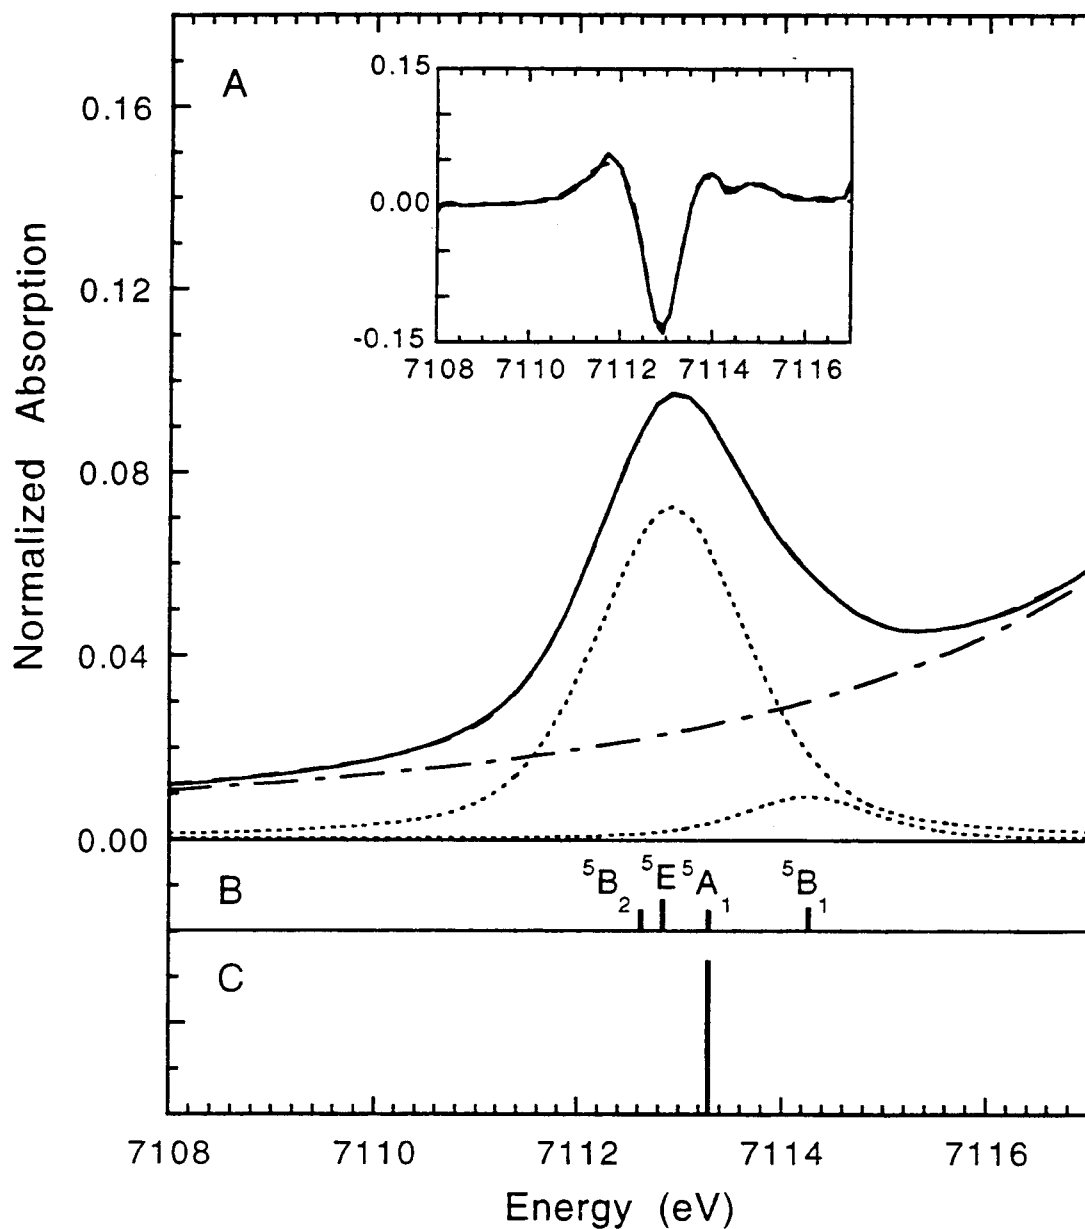 A
0.15
0.00
-0.15
7108 7110 7112 7114 7116
0.16
0.12
0.08
0.04
0.00
Normalized Absorption
B
⁵B₂ ⁵E ⁵A₁ ⁵B₁
C
7108 7110 7112 7114 7116
Energy (eV)